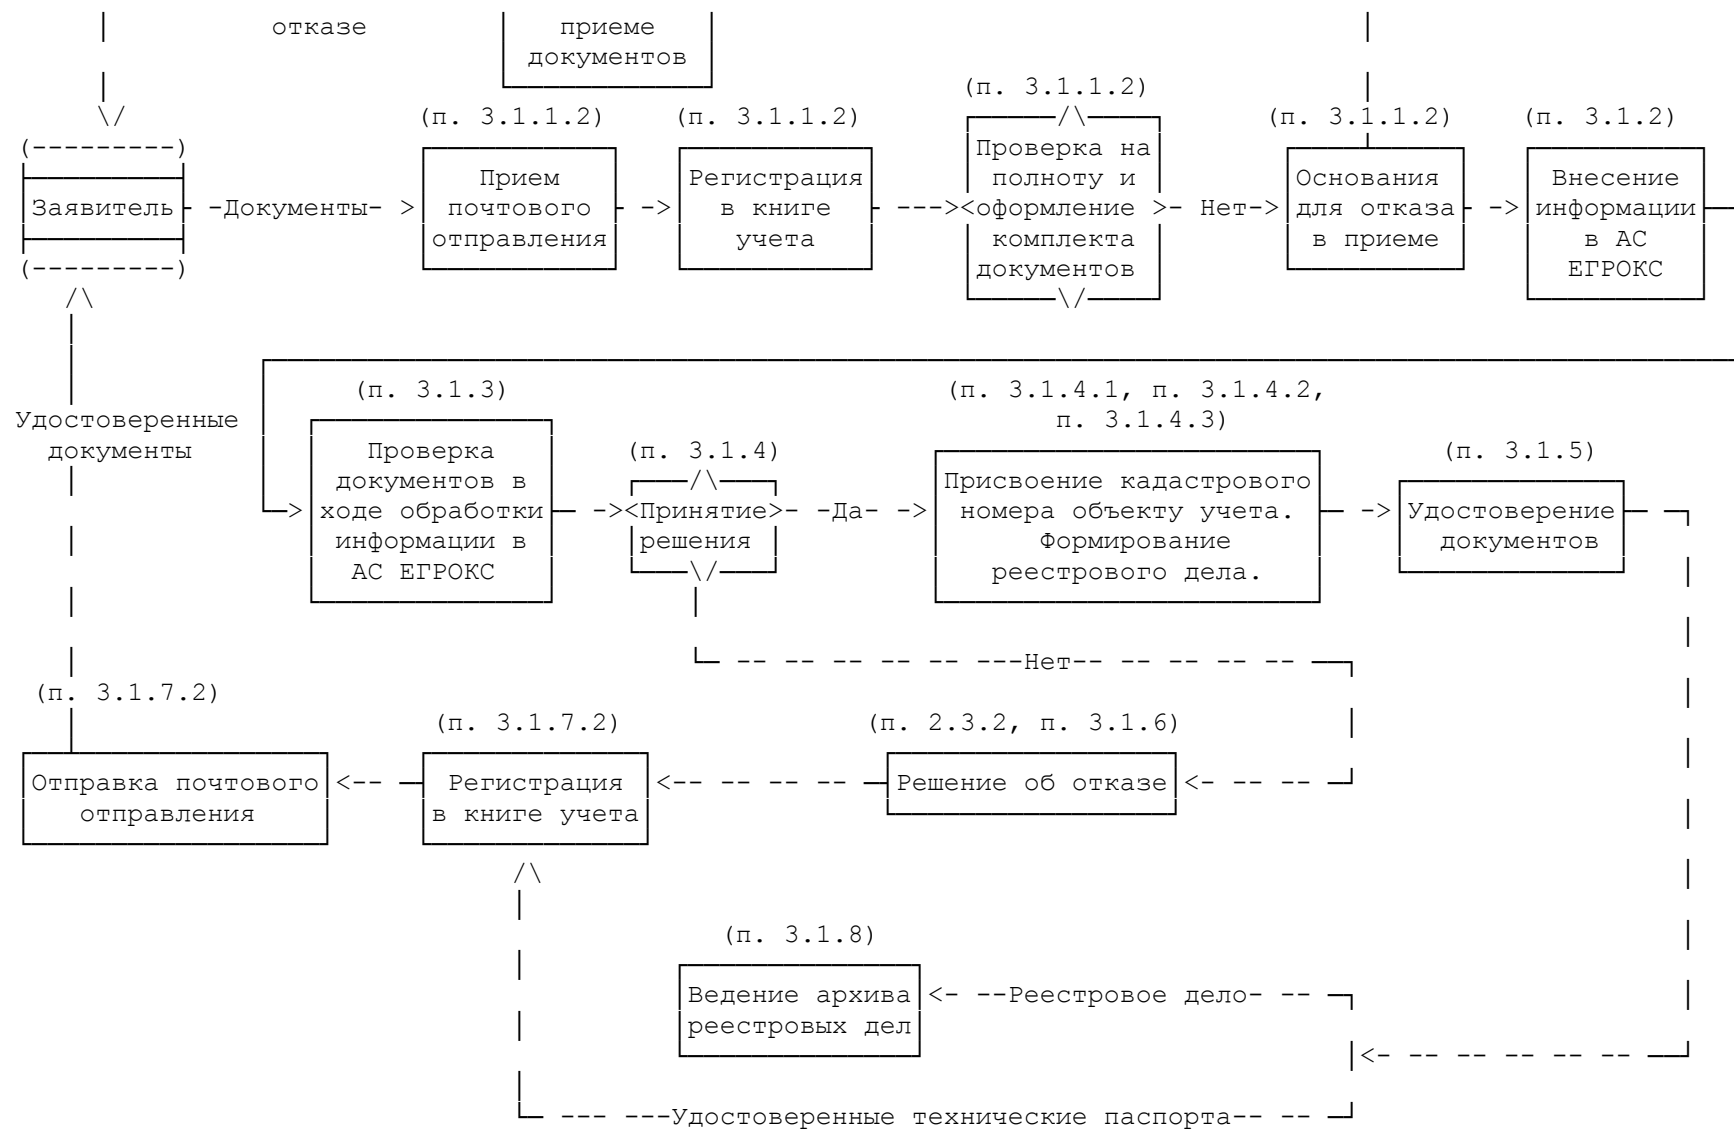 отказе приеме
документов
(п. 3.1.1.2)
(п. 3.1.1.2) (п. 3.1.1.2) (п. 3.1.1.2) (п. 3.1.2)
Проверка на
Прием Регистрация полноту и Основания Внесение
Заявитель - -Документы- > почтового - -> в книге - ---> <оформление >- Нет-> для отказа - -> информации
отправления учета комплекта в приеме в АС
документов ЕГРОКС
(п. 3.1.3) (п. 3.1.4.1, п. 3.1.4.2,
Удостоверенные п. 3.1.4.3)
документы Проверка (п. 3.1.4) (п. 3.1.5)
документов в Присвоение кадастрового
ходе обработки - -><Принятие>- -Да- -> номера объекту учета. - -> Удостоверение
информации в решения Формирование документов
АС ЕГРОКС реестрового дела.
-- -- -- -- -- ---Нет-- -- -- -- --
(п. 3.1.7.2)
(п. 3.1.7.2) (п. 2.3.2, п. 3.1.6)
Отправка почтового <-- Регистрация <-- -- -- -- Решение об отказе <- -- --
отправления в книге учета
(п. 3.1.8)
Ведение архива <- --Реестровое дело- --
реестровых дел
<- -- -- -- -- --
--- ---Удостоверенные технические паспорта-- --